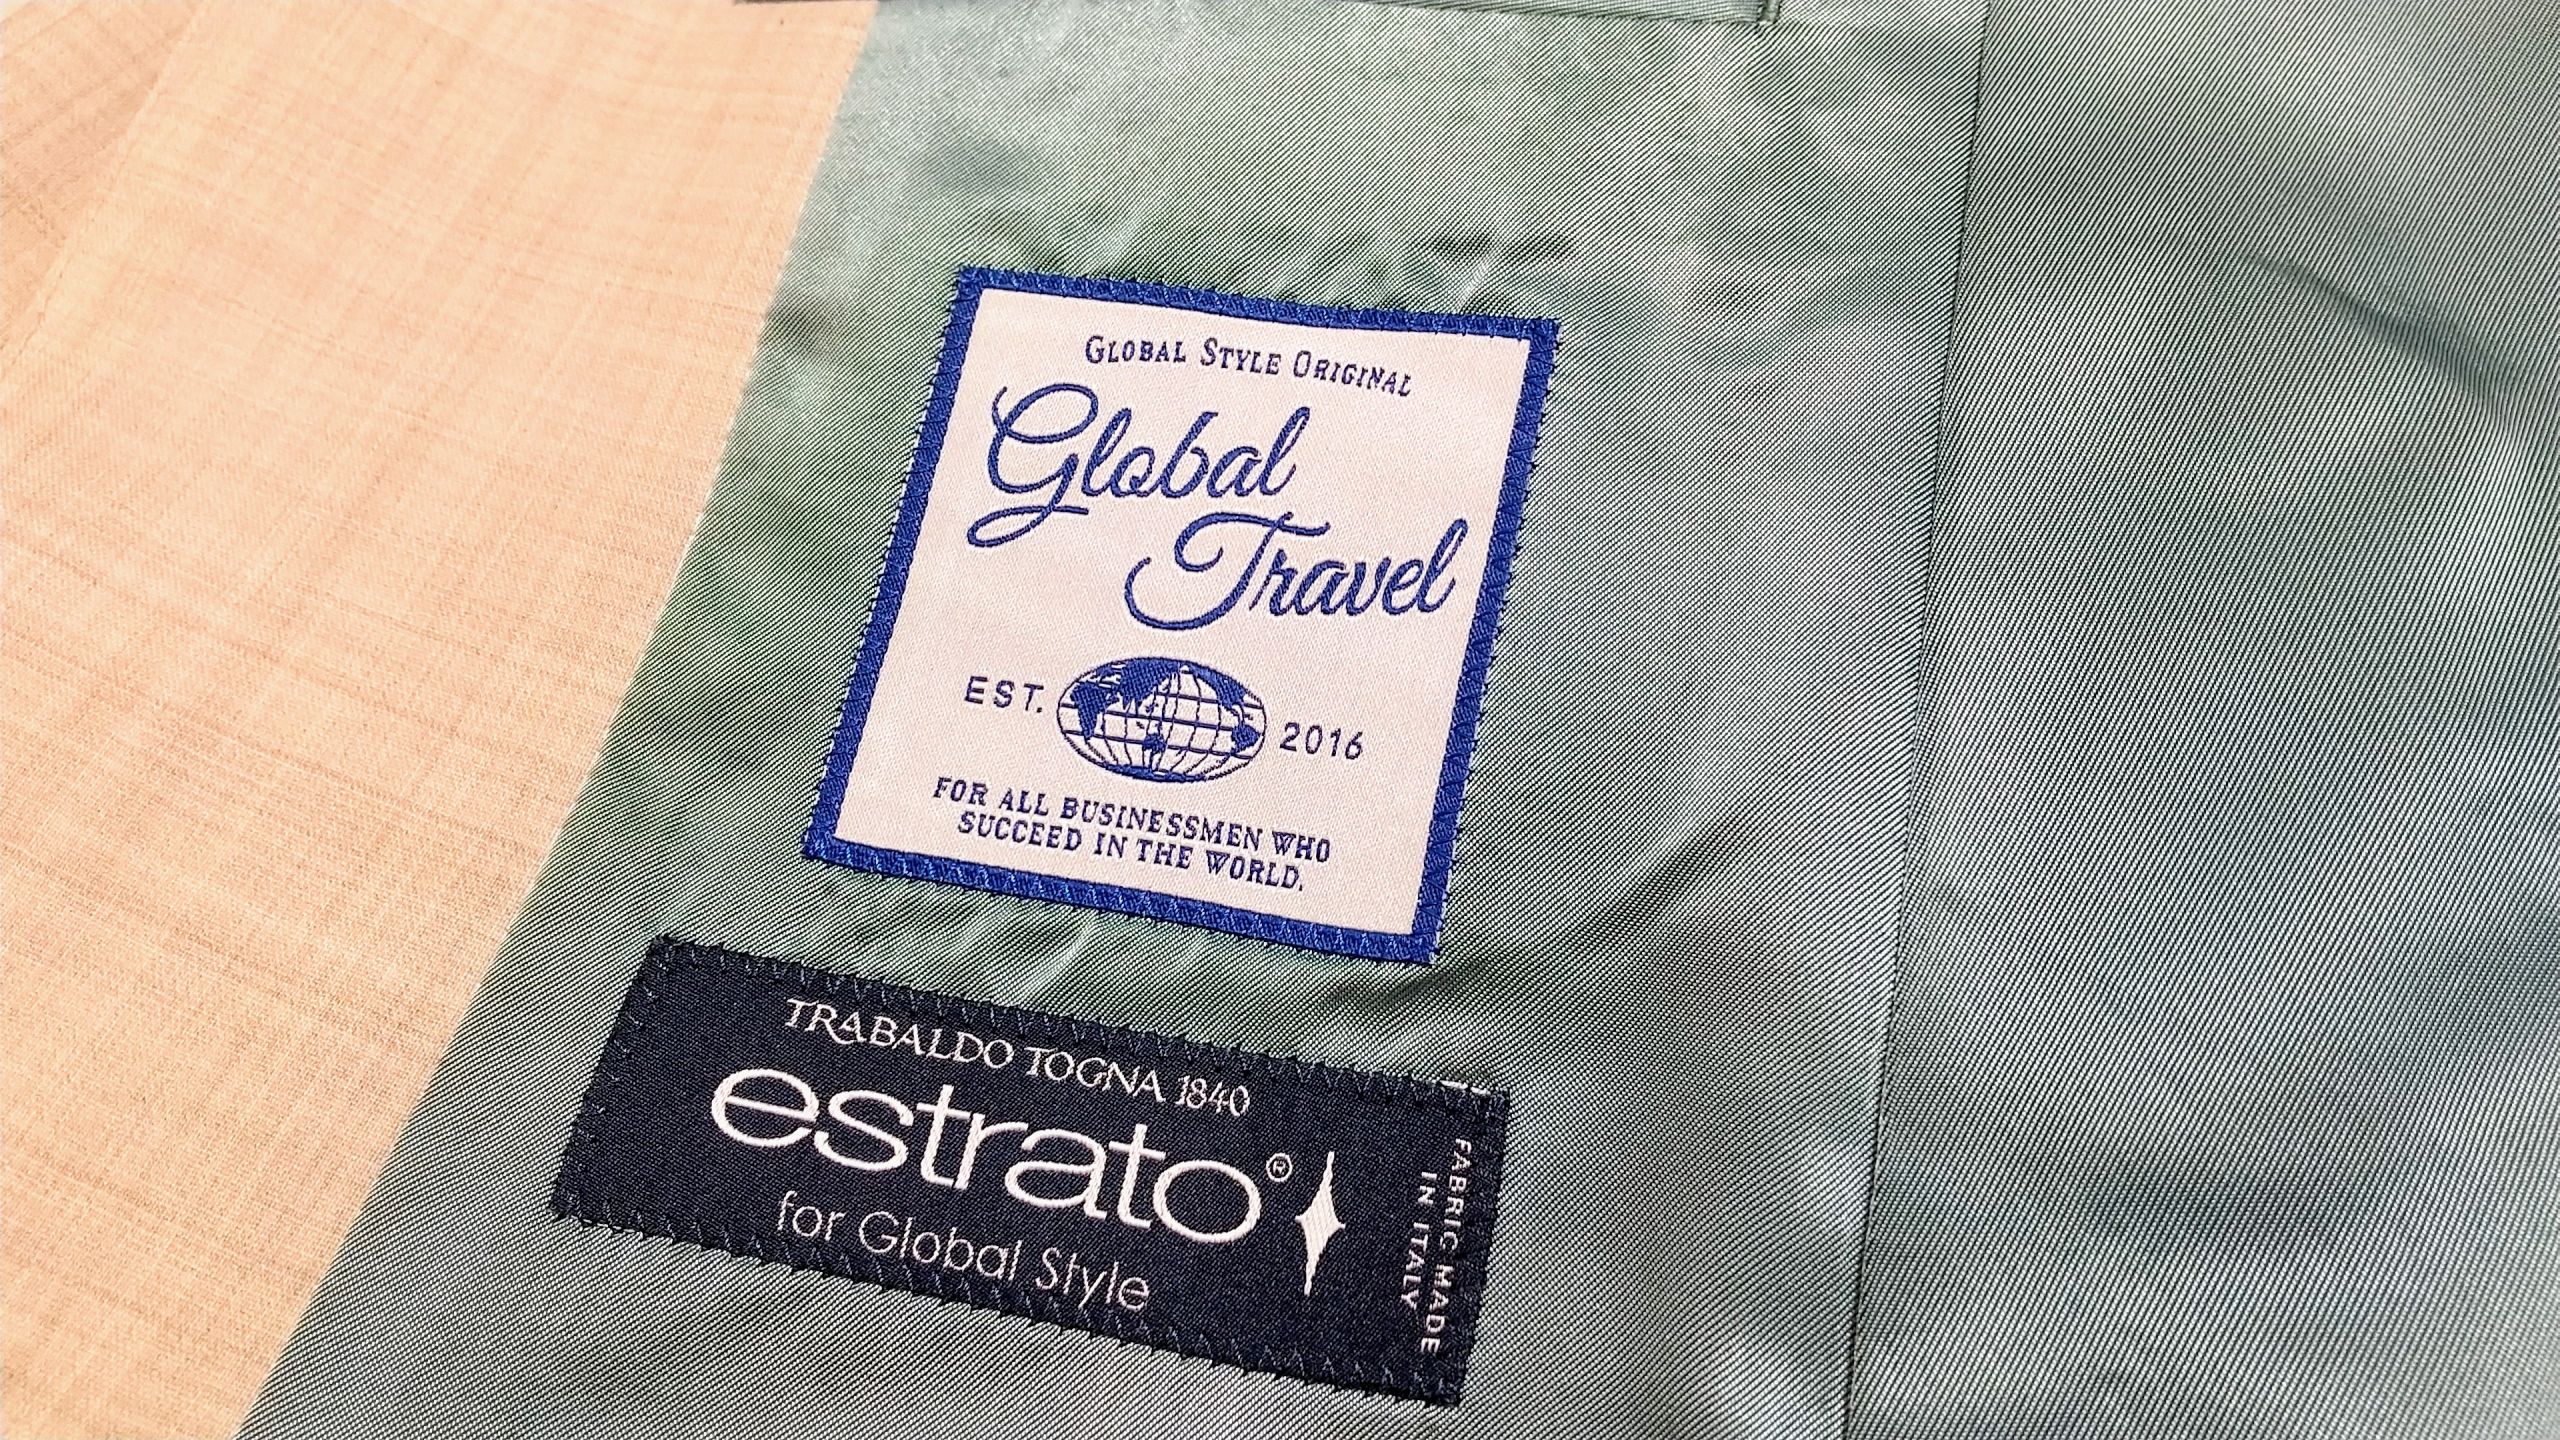 GLOBAL STYLE ORIGINAL
Global
Travel
EST. 2016
FOR ALL BUSINESSMEN WHO
SUCCEED IN THE WORLD.
TRABALDO TOGNA 1840
estrato®
for Global Style
FABRIC MADE
IN ITALY